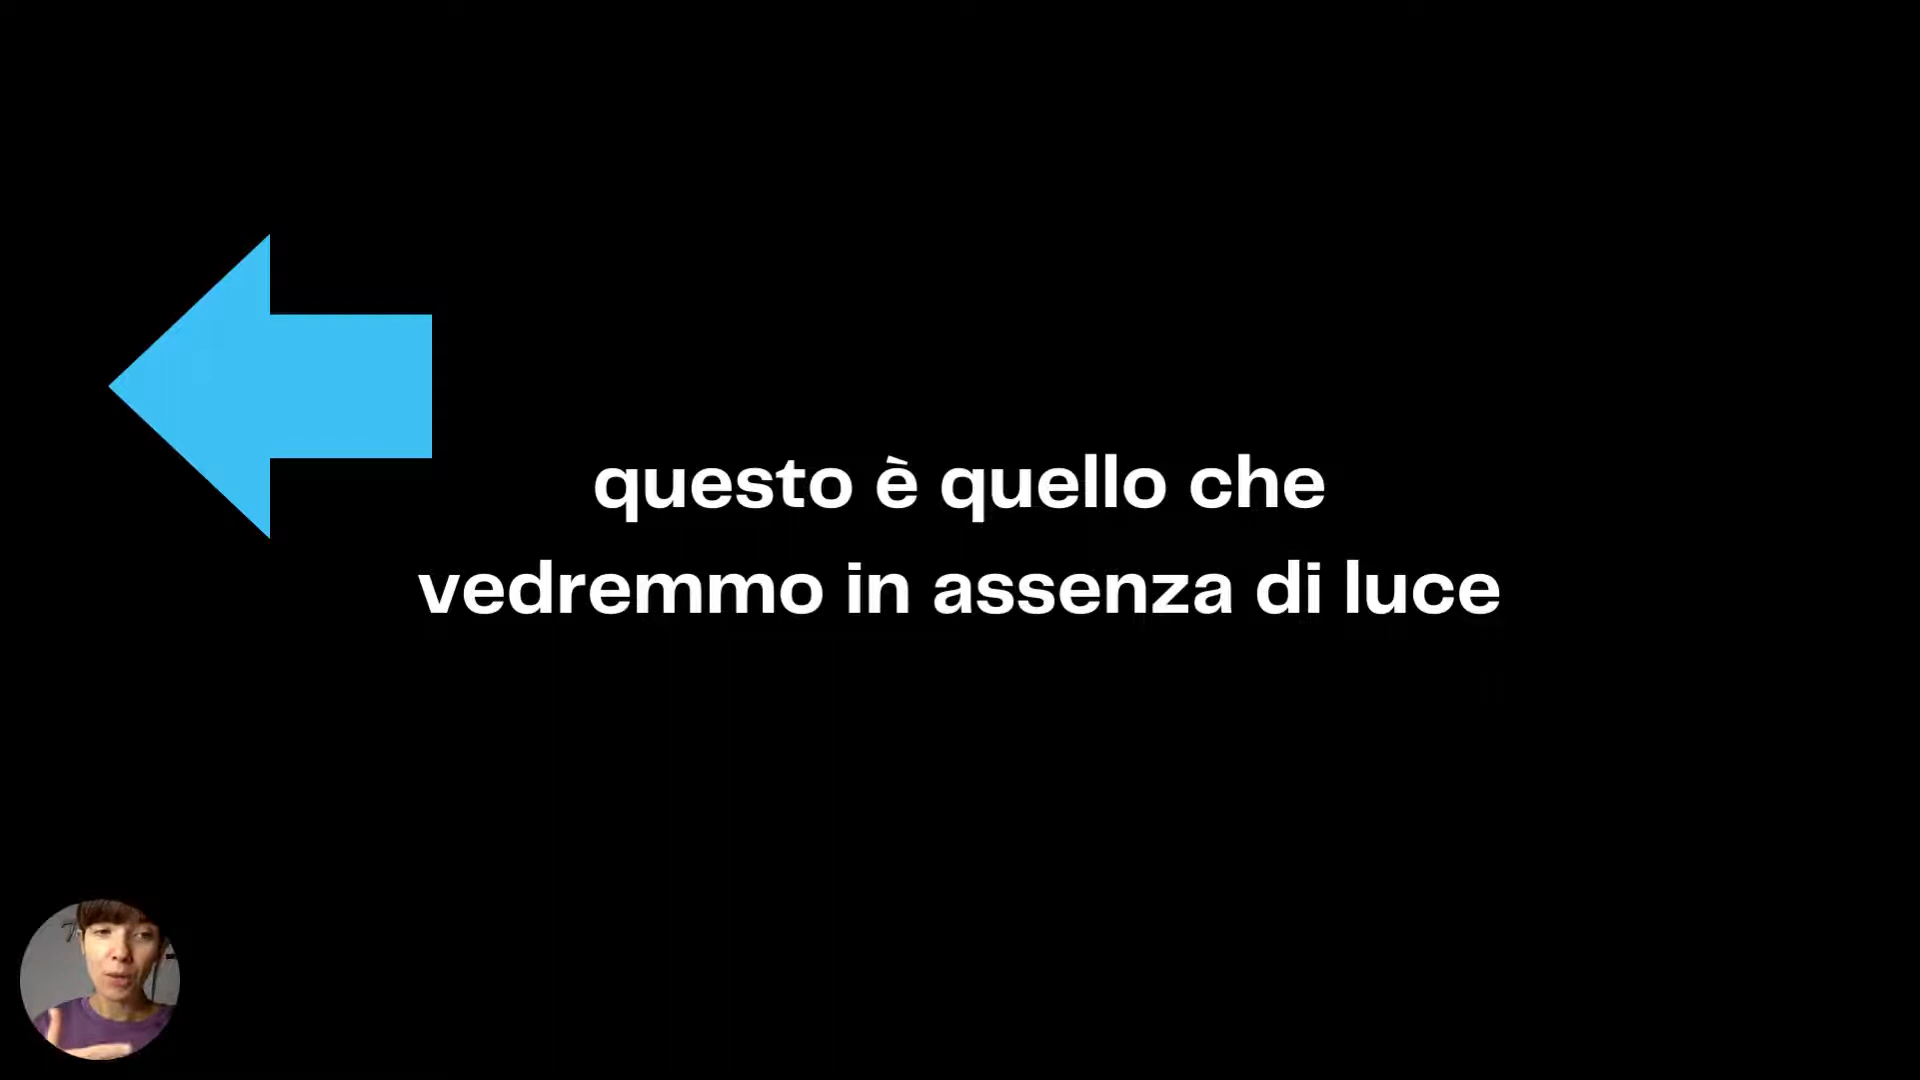 questo è quello che
vedremmo in assenza di luce